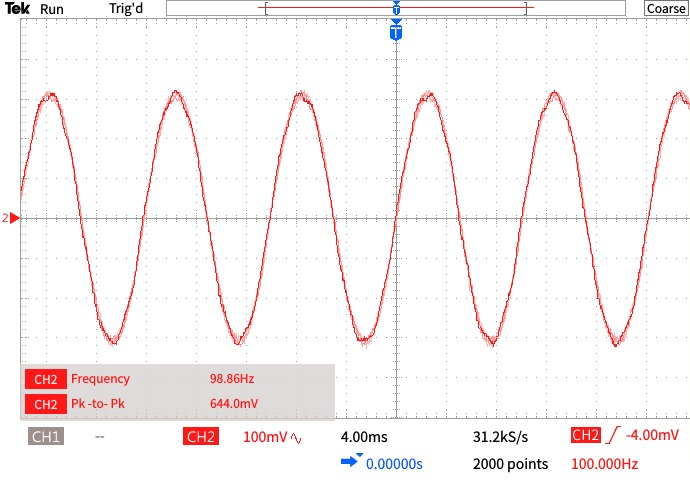 Tek Run Trig'd T Coarse
T
2
CH2 Frequency 98.86Hz
CH2 Pk -to- Pk 644.0mV
CH1 -- CH2 100mV 4.00ms 31.2kS/s CH2 -4.00mV
0.00000s 2000 points 100.000Hz